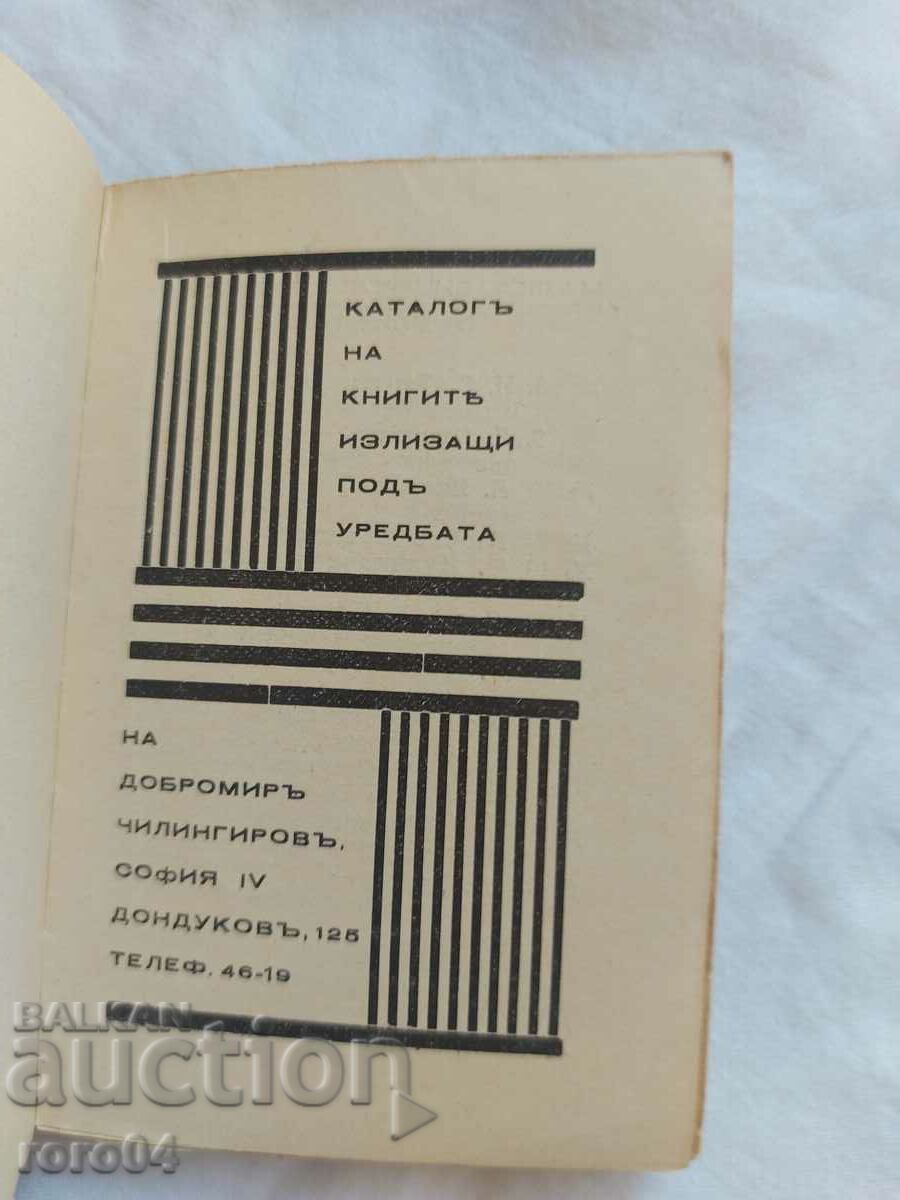 КАТАЛОГЪ
НА
КНИГИТѢ
ИЗЛИЗАЩИ
ПОДЪ
УРЕДБАТА
НА
ДОБРОМИРЪ
ЧИЛИНГИРОВЪ,
СОФИЯ IV
ДОНДУКОВЪ, 125
ТЕЛЕФ. 46-19
BALKAN
auction
roro04